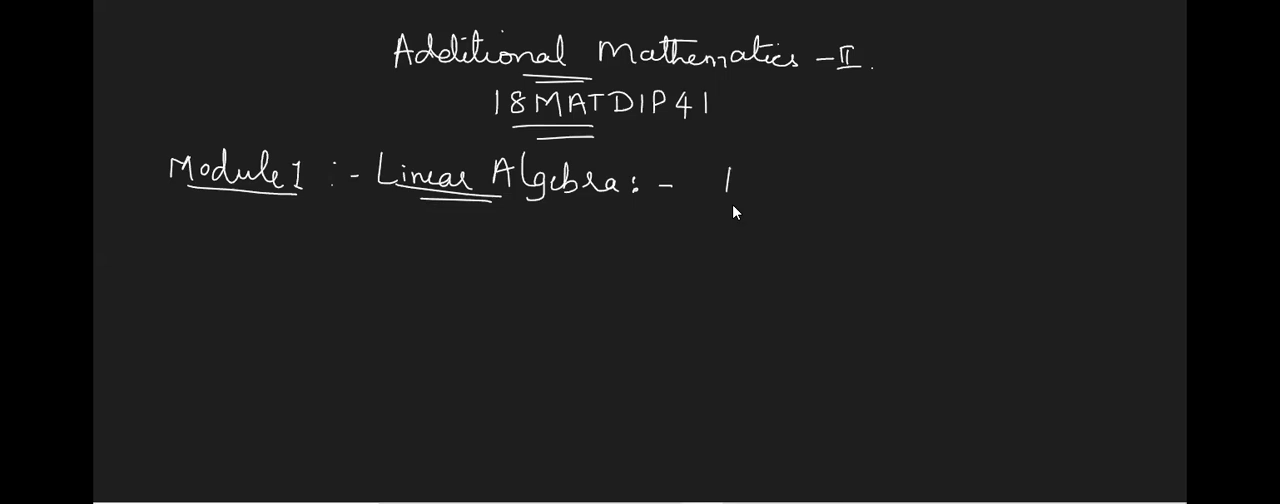 Additional Mathematics - II.
18MATDIP41
Module 1 :- Linear Algebra :- 1